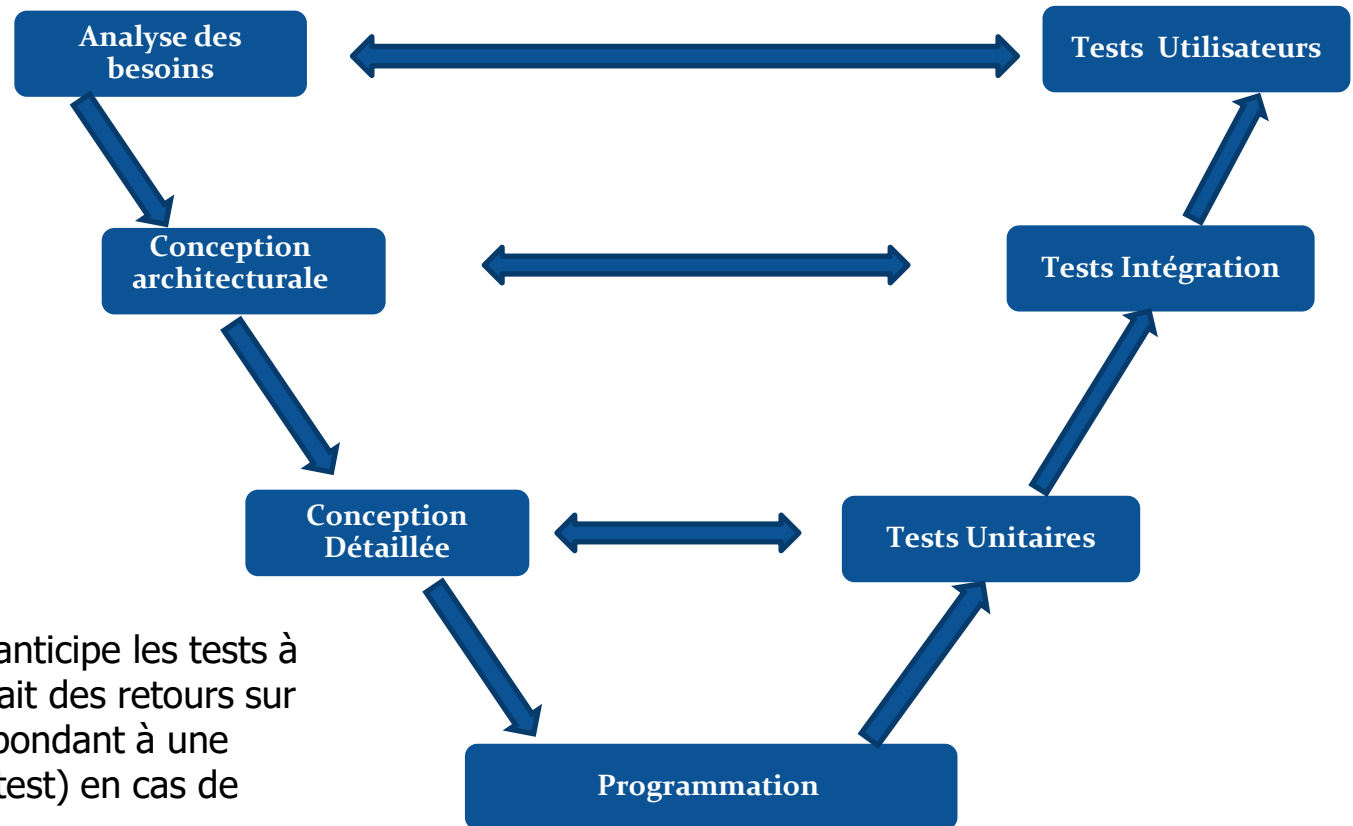 Analyse des
besoins
Tests Utilisateurs
Conception
architecturale
Tests Intégration
Conception
Détaillée
Tests Unitaires
anticipe les tests à
ait des retours sur
pondant à une
test) en cas de
Programmation